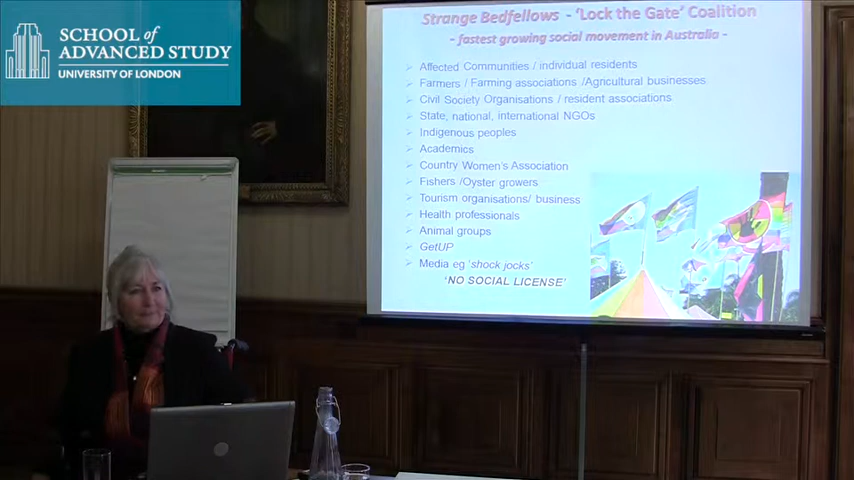 SCHOOL of
ADVANCED STUDY
UNIVERSITY OF LONDON
Strange Bedfellows - ‘Lock the Gate’ Coalition
- fastest growing social movement in Australia -
Affected Communities / individual residents
Farmers / Farming associations /Agricultural businesses
Civil Society Organisations / resident associations
State, national, international NGOs
Indigenous peoples
Academics
Country Women's Association
Fishers /Oyster growers
Tourism organisations/ business
Health professionals
Animal groups
GetUP
Media eg ‘shock jocks’
‘NO SOCIAL LICENSE’